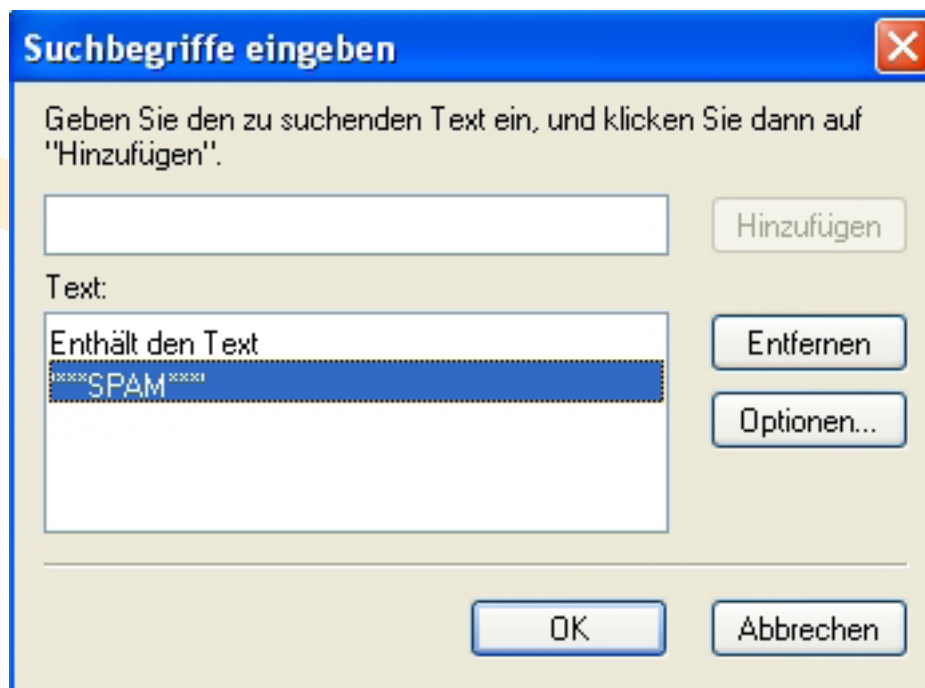 Suchbegriffe eingeben
Geben Sie den zu suchenden Text ein, und klicken Sie dann auf
"Hinzufügen".
Hinzufügen
Text:
Enthält den Text
'***SPAM***'
Entfernen
Optionen...
OK
Abbrechen